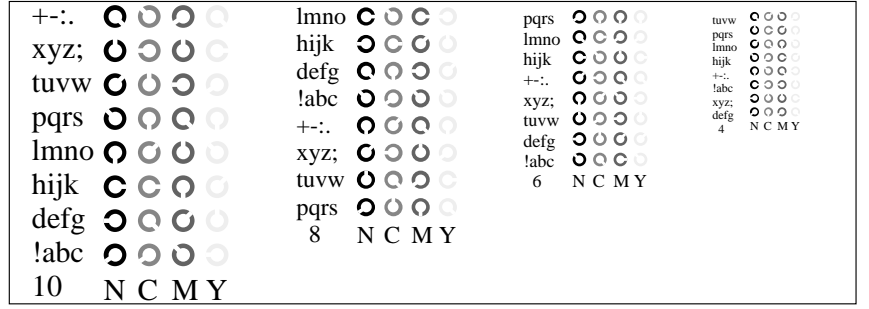 +-:.
xyz;
tuvw
pqrs
lmno
hijk
defg
!abc
10 N C M Y
lmno
hijk
defg
!abc
+-:.
xyz;
tuvw
pqrs
8 N C M Y
pqrs
lmno
hijk
+-:.
xyz;
tuvw
defg
!abc
6 N C M Y
tuvw
pqrs
lmno
hijk
+-:.
!abc
xyz;
defg
4 N C M Y